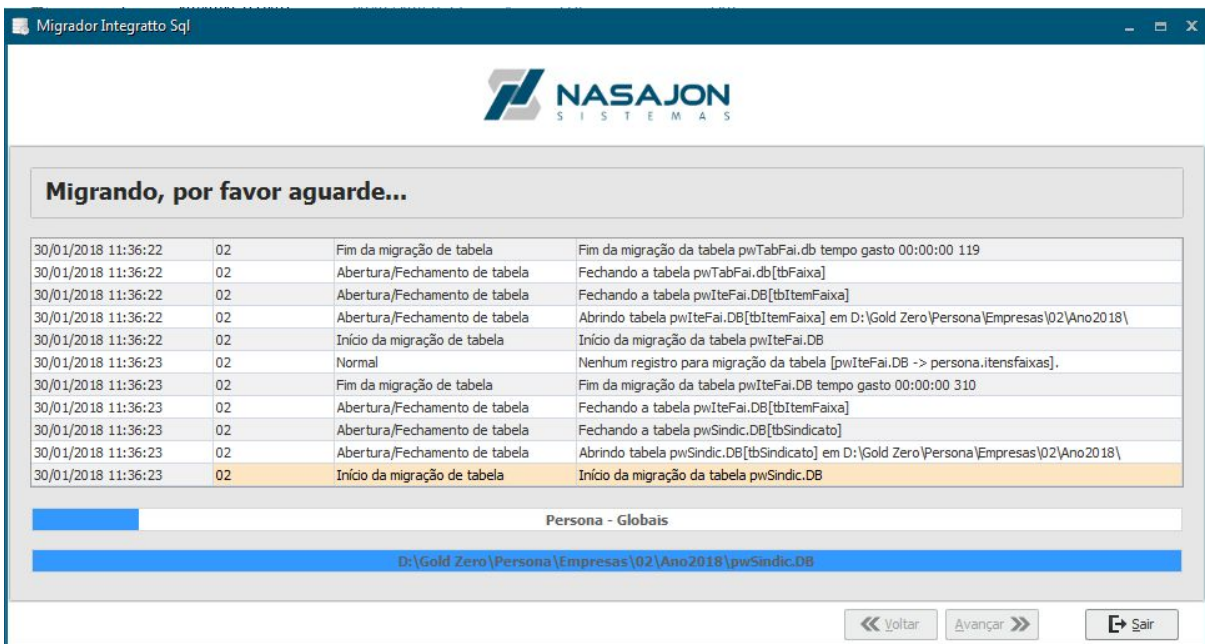 Migrador Integratto Sql
NASAJON
SISTEMAS
Migrando, por favor aguarde...
30/01/2018 11:36:22 02 Fim da migração de tabela Fim da migração da tabela pwTabFai.db tempo gasto 00:00:00 119
30/01/2018 11:36:22 02 Abertura/Fechamento de tabela Fechando a tabela pwTabFai.db[tbFaixa]
30/01/2018 11:36:22 02 Abertura/Fechamento de tabela Fechando a tabela pwIteFai.DB[tbItemFaixa]
30/01/2018 11:36:22 02 Abertura/Fechamento de tabela Abrindo tabela pwIteFai.DB[tbItemFaixa] em D:\Gold Zero\Persona\Empresas\02\Ano2018\
30/01/2018 11:36:22 02 Início da migração de tabela Início da migração da tabela pwIteFai.DB
30/01/2018 11:36:23 02 Normal Nenhum registro para migração da tabela [pwIteFai.DB -> persona.itensfaixas].
30/01/2018 11:36:23 02 Fim da migração de tabela Fim da migração da tabela pwIteFai.DB tempo gasto 00:00:00 310
30/01/2018 11:36:23 02 Abertura/Fechamento de tabela Fechando a tabela pwIteFai.DB[tbItemFaixa]
30/01/2018 11:36:23 02 Abertura/Fechamento de tabela Fechando a tabela pwSindic.DB[tbSindicato]
30/01/2018 11:36:23 02 Abertura/Fechamento de tabela Abrindo tabela pwSindic.DB[tbSindicato] em D:\Gold Zero\Persona\Empresas\02\Ano2018\
30/01/2018 11:36:23 02 Início da migração de tabela Início da migração da tabela pwSindic.DB
Persona - Globais
D:\Gold Zero\Persona\Empresas\02\Ano2018\pwSindic.DB
Voltar Avançar Sair